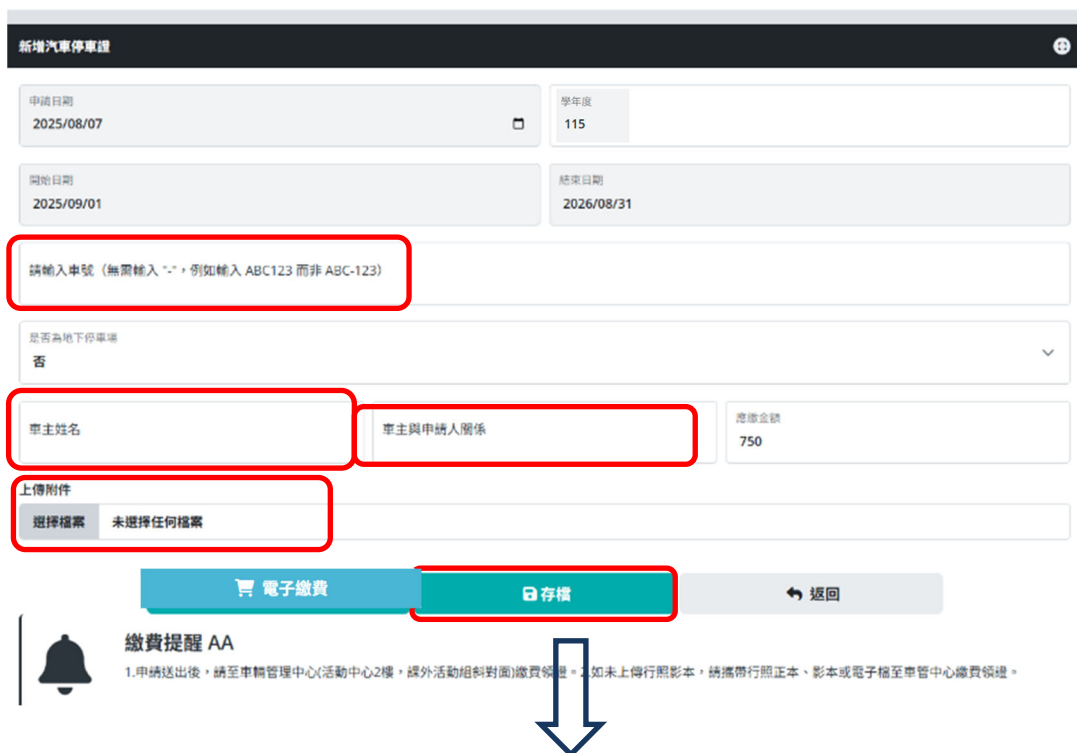 新增汽車停車證
申請日期
2025/08/07
學年度
115
開始日期
2025/09/01
結束日期
2026/08/31
請輸入車號（無需輸入 "-"，例如輸入 ABC123 而非 ABC-123）
是否為地下停車場
否
車主姓名
車主與申請人關係
應繳金額
750
上傳附件
選擇檔案 未選擇任何檔案
電子繳費 存檔 返回
繳費提醒 AA
1.申請送出後，請至車輛管理中心(活動中心2樓，課外活動組斜對面)繳費領證。2.如未上傳行照影本，請攜帶行照正本、影本或電子檔至車管中心繳費領證。